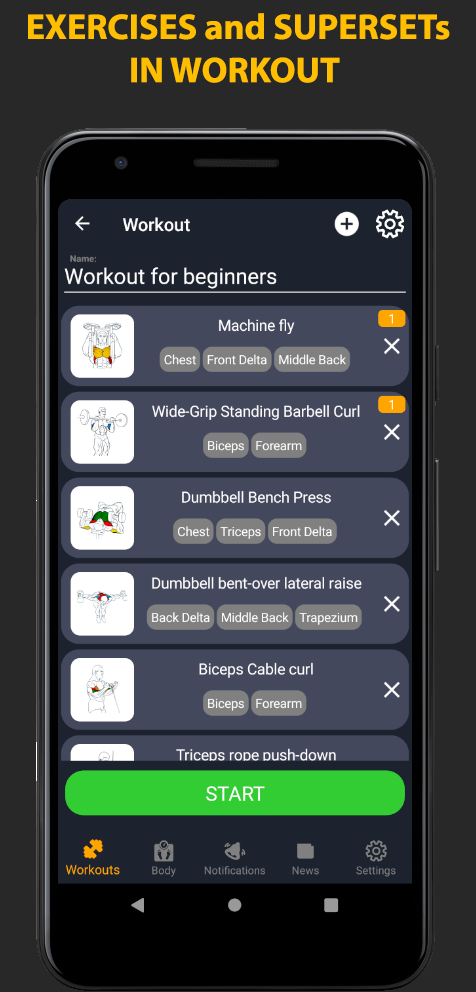 EXERCISES and SUPERSETs
IN WORKOUT
Workout
Name:
Workout for beginners
1
Machine fly
Chest Front Delta Middle Back
1
Wide-Grip Standing Barbell Curl
Biceps Forearm
Dumbbell Bench Press
Chest Triceps Front Delta
Dumbbell bent-over lateral raise
Back Delta Middle Back Trapezium
Biceps Cable curl
Biceps Forearm
Triceps rope push-down
START
Workouts Body Notifications News Settings